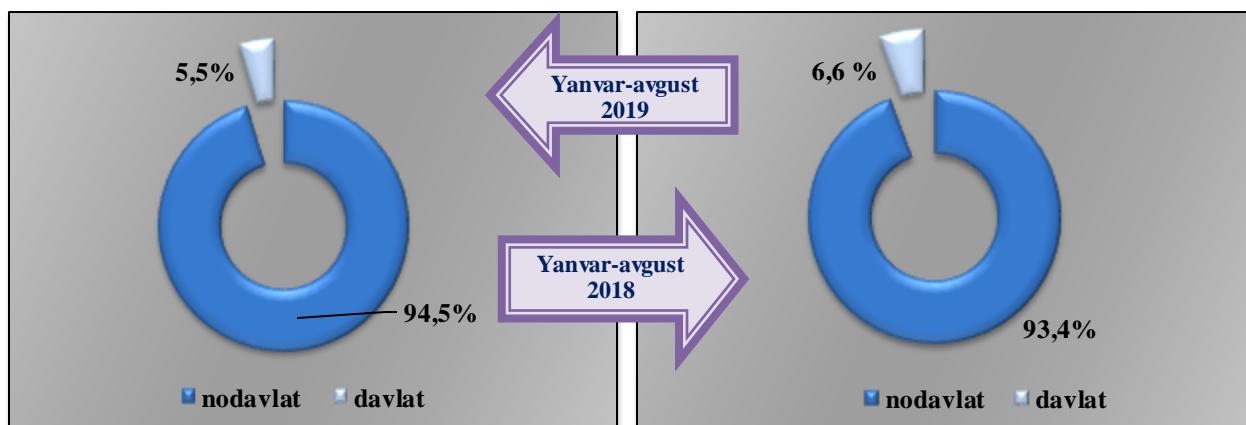 5,5%
94,5%
nodavlat davlat
Yanvar-avgust
2019
Yanvar-avgust
2018
6,6 %
93,4%
nodavlat davlat